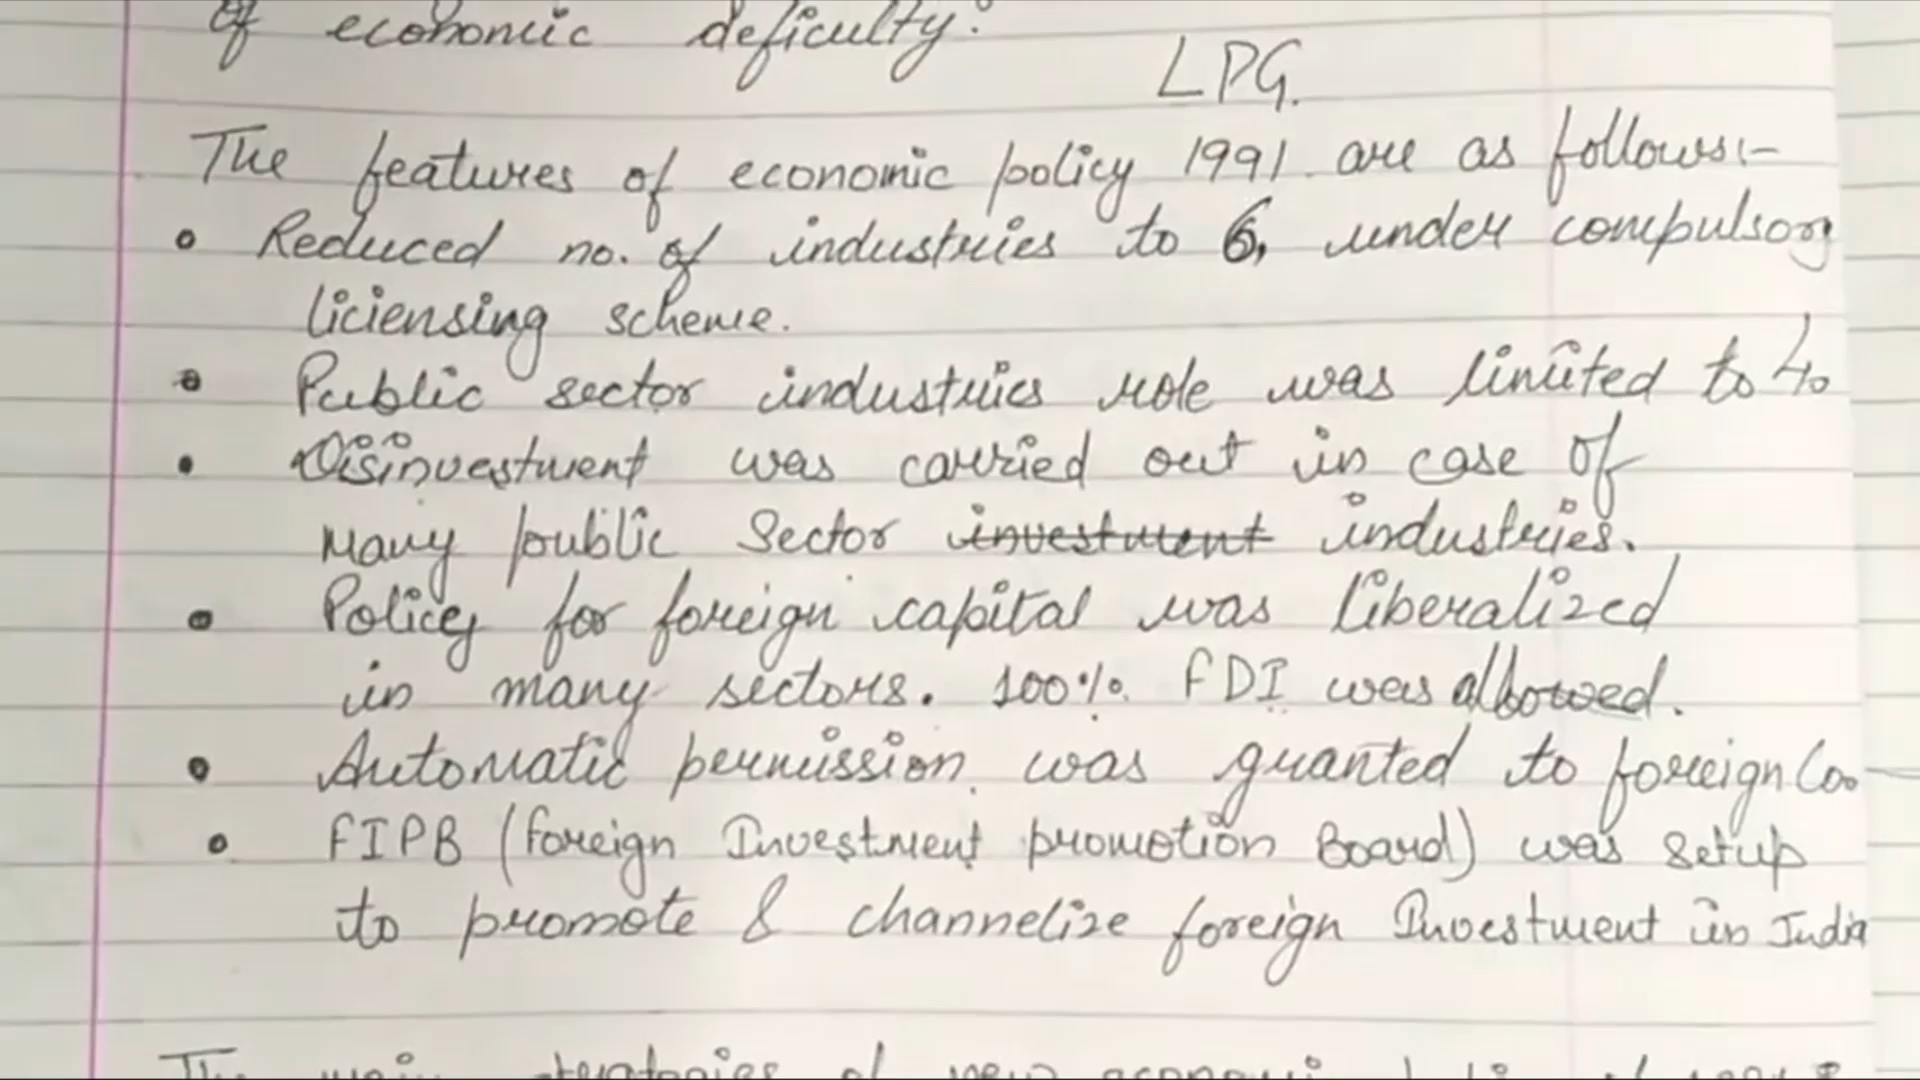 of economic deficulty.
LPG.
The features of economic policy 1991 are as follows:-
• Reduced no. of industries to 6, under compulsory
liciensing scheme.
• Public sector industries role was limited to 4.
• Disinvestment was carried out in case of
many public Sector investment industries.
• Policy for foreign capital was liberalized
in many sectors. 100% FDI was allowed.
• Automatic permission was granted to foreign Co.
• FIPB (Foreign Investment promotion Board) was setup
to promote & channelize foreign Investment in India
The main of new